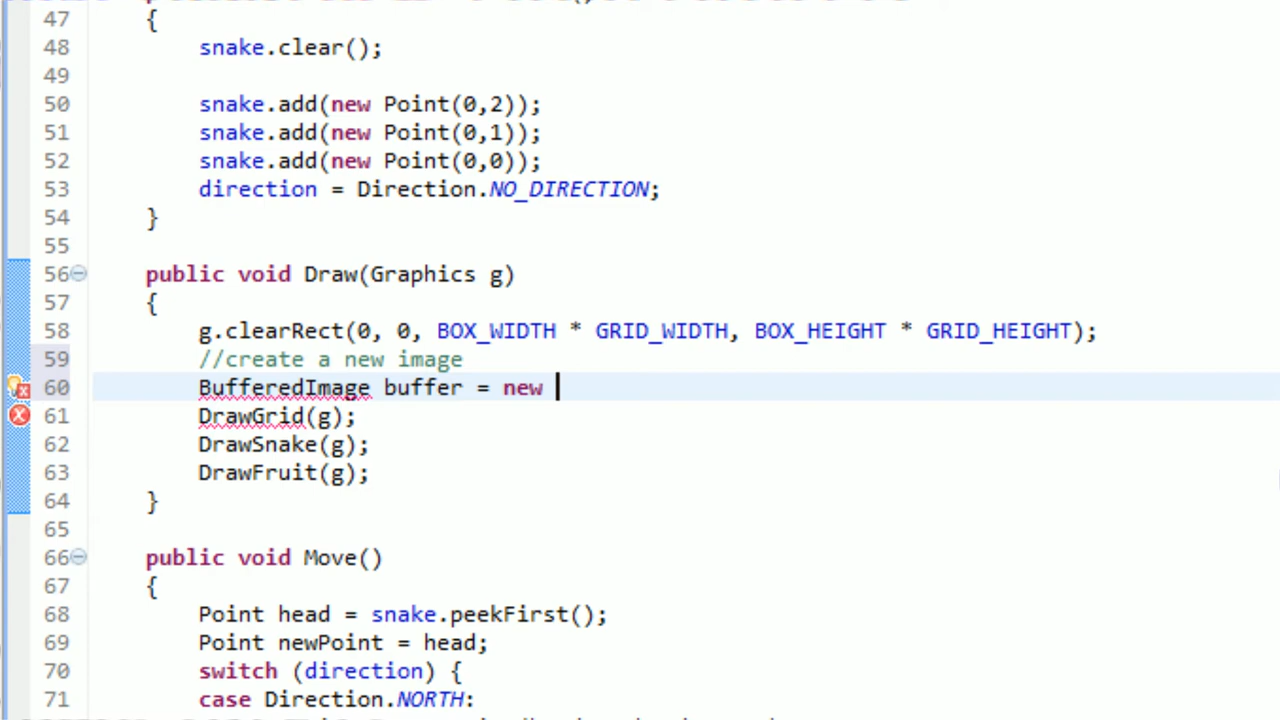 47 {
48 snake.clear();
49
50 snake.add(new Point(0,2));
51 snake.add(new Point(0,1));
52 snake.add(new Point(0,0));
53 direction = Direction.NO_DIRECTION;
54 }
55
56 public void Draw(Graphics g)
57 {
58 g.clearRect(0, 0, BOX_WIDTH * GRID_WIDTH, BOX_HEIGHT * GRID_HEIGHT);
59 //create a new image
60 BufferedImage buffer = new
61 DrawGrid(g);
62 DrawSnake(g);
63 DrawFruit(g);
64 }
65
66 public void Move()
67 {
68 Point head = snake.peekFirst();
69 Point newPoint = head;
70 switch (direction) {
71 case Direction.NORTH: